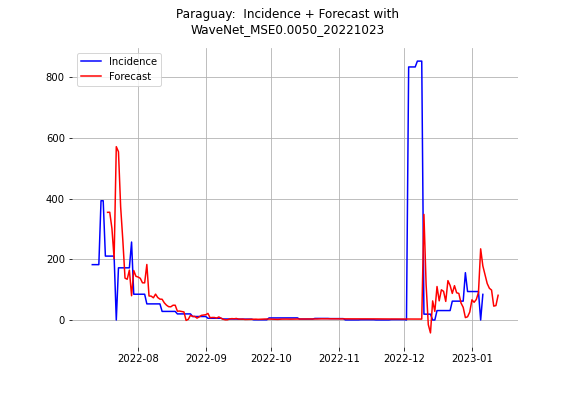 Paraguay:  Incidence + Forecast with
WaveNet_MSE0.0050_20221023
Incidence
Forecast
800
600
400
200
0
2022-08
2022-09
2022-10
2022-11
2022-12
2023-01